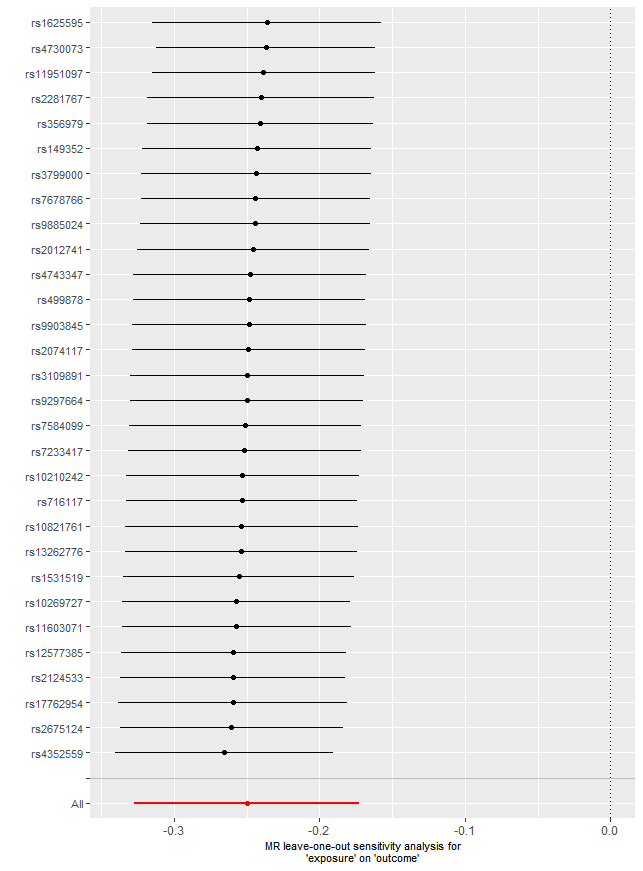 rs1625595
rs4730073
rs11951097
rs2281767
rs356979
rs149352
rs3799000
rs7678766
rs9885024
rs2012741
rs4743347
rs499878
rs9903845
rs2074117
rs3109891
rs9297664
rs7584099
rs7233417
rs10210242
rs716117
rs10821761
rs13262776
rs1531519
rs10269727
rs11603071
rs12577385
rs2124533
rs17762954
rs2675124
rs4352559
All
-0.3 -0.2 -0.1 0.0
MR leave-one-out sensitivity analysis for
'exposure' on 'outcome'